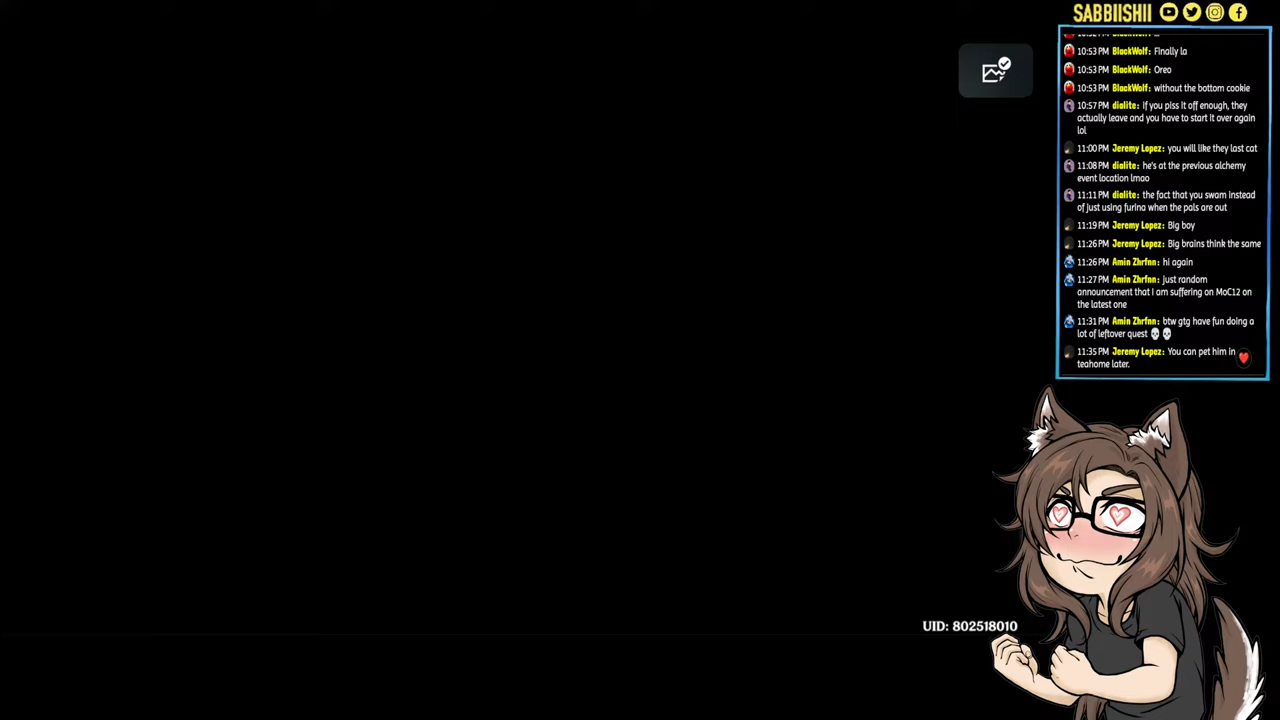 SABBIISHII
10:53 PM BlackWolf: Finally la
10:53 PM BlackWolf: Oreo
10:53 PM BlackWolf: without the bottom cookie
10:57 PM dialite: if you piss it off enough, they
actually leave and you have to start it over again
lol
11:00 PM Jeremy Lopez: you will like they last cat
11:08 PM dialite: he's at the previous alchemy
event location lmao
11:11 PM dialite: the fact that you swam instead
of just using furina when the pals are out
11:19 PM Jeremy Lopez: Big boy
11:26 PM Jeremy Lopez: Big brains think the same
11:26 PM Amin Zhrfnn: hi again
11:27 PM Amin Zhrfnn: just random
announcement that I am suffering on MoC12 on
the latest one
11:31 PM Amin Zhrfnn: btw gtg have fun doing a
lot of leftover quest 💀 💀
11:35 PM Jeremy Lopez: You can pet him in
teahome later.
UID: 802518010